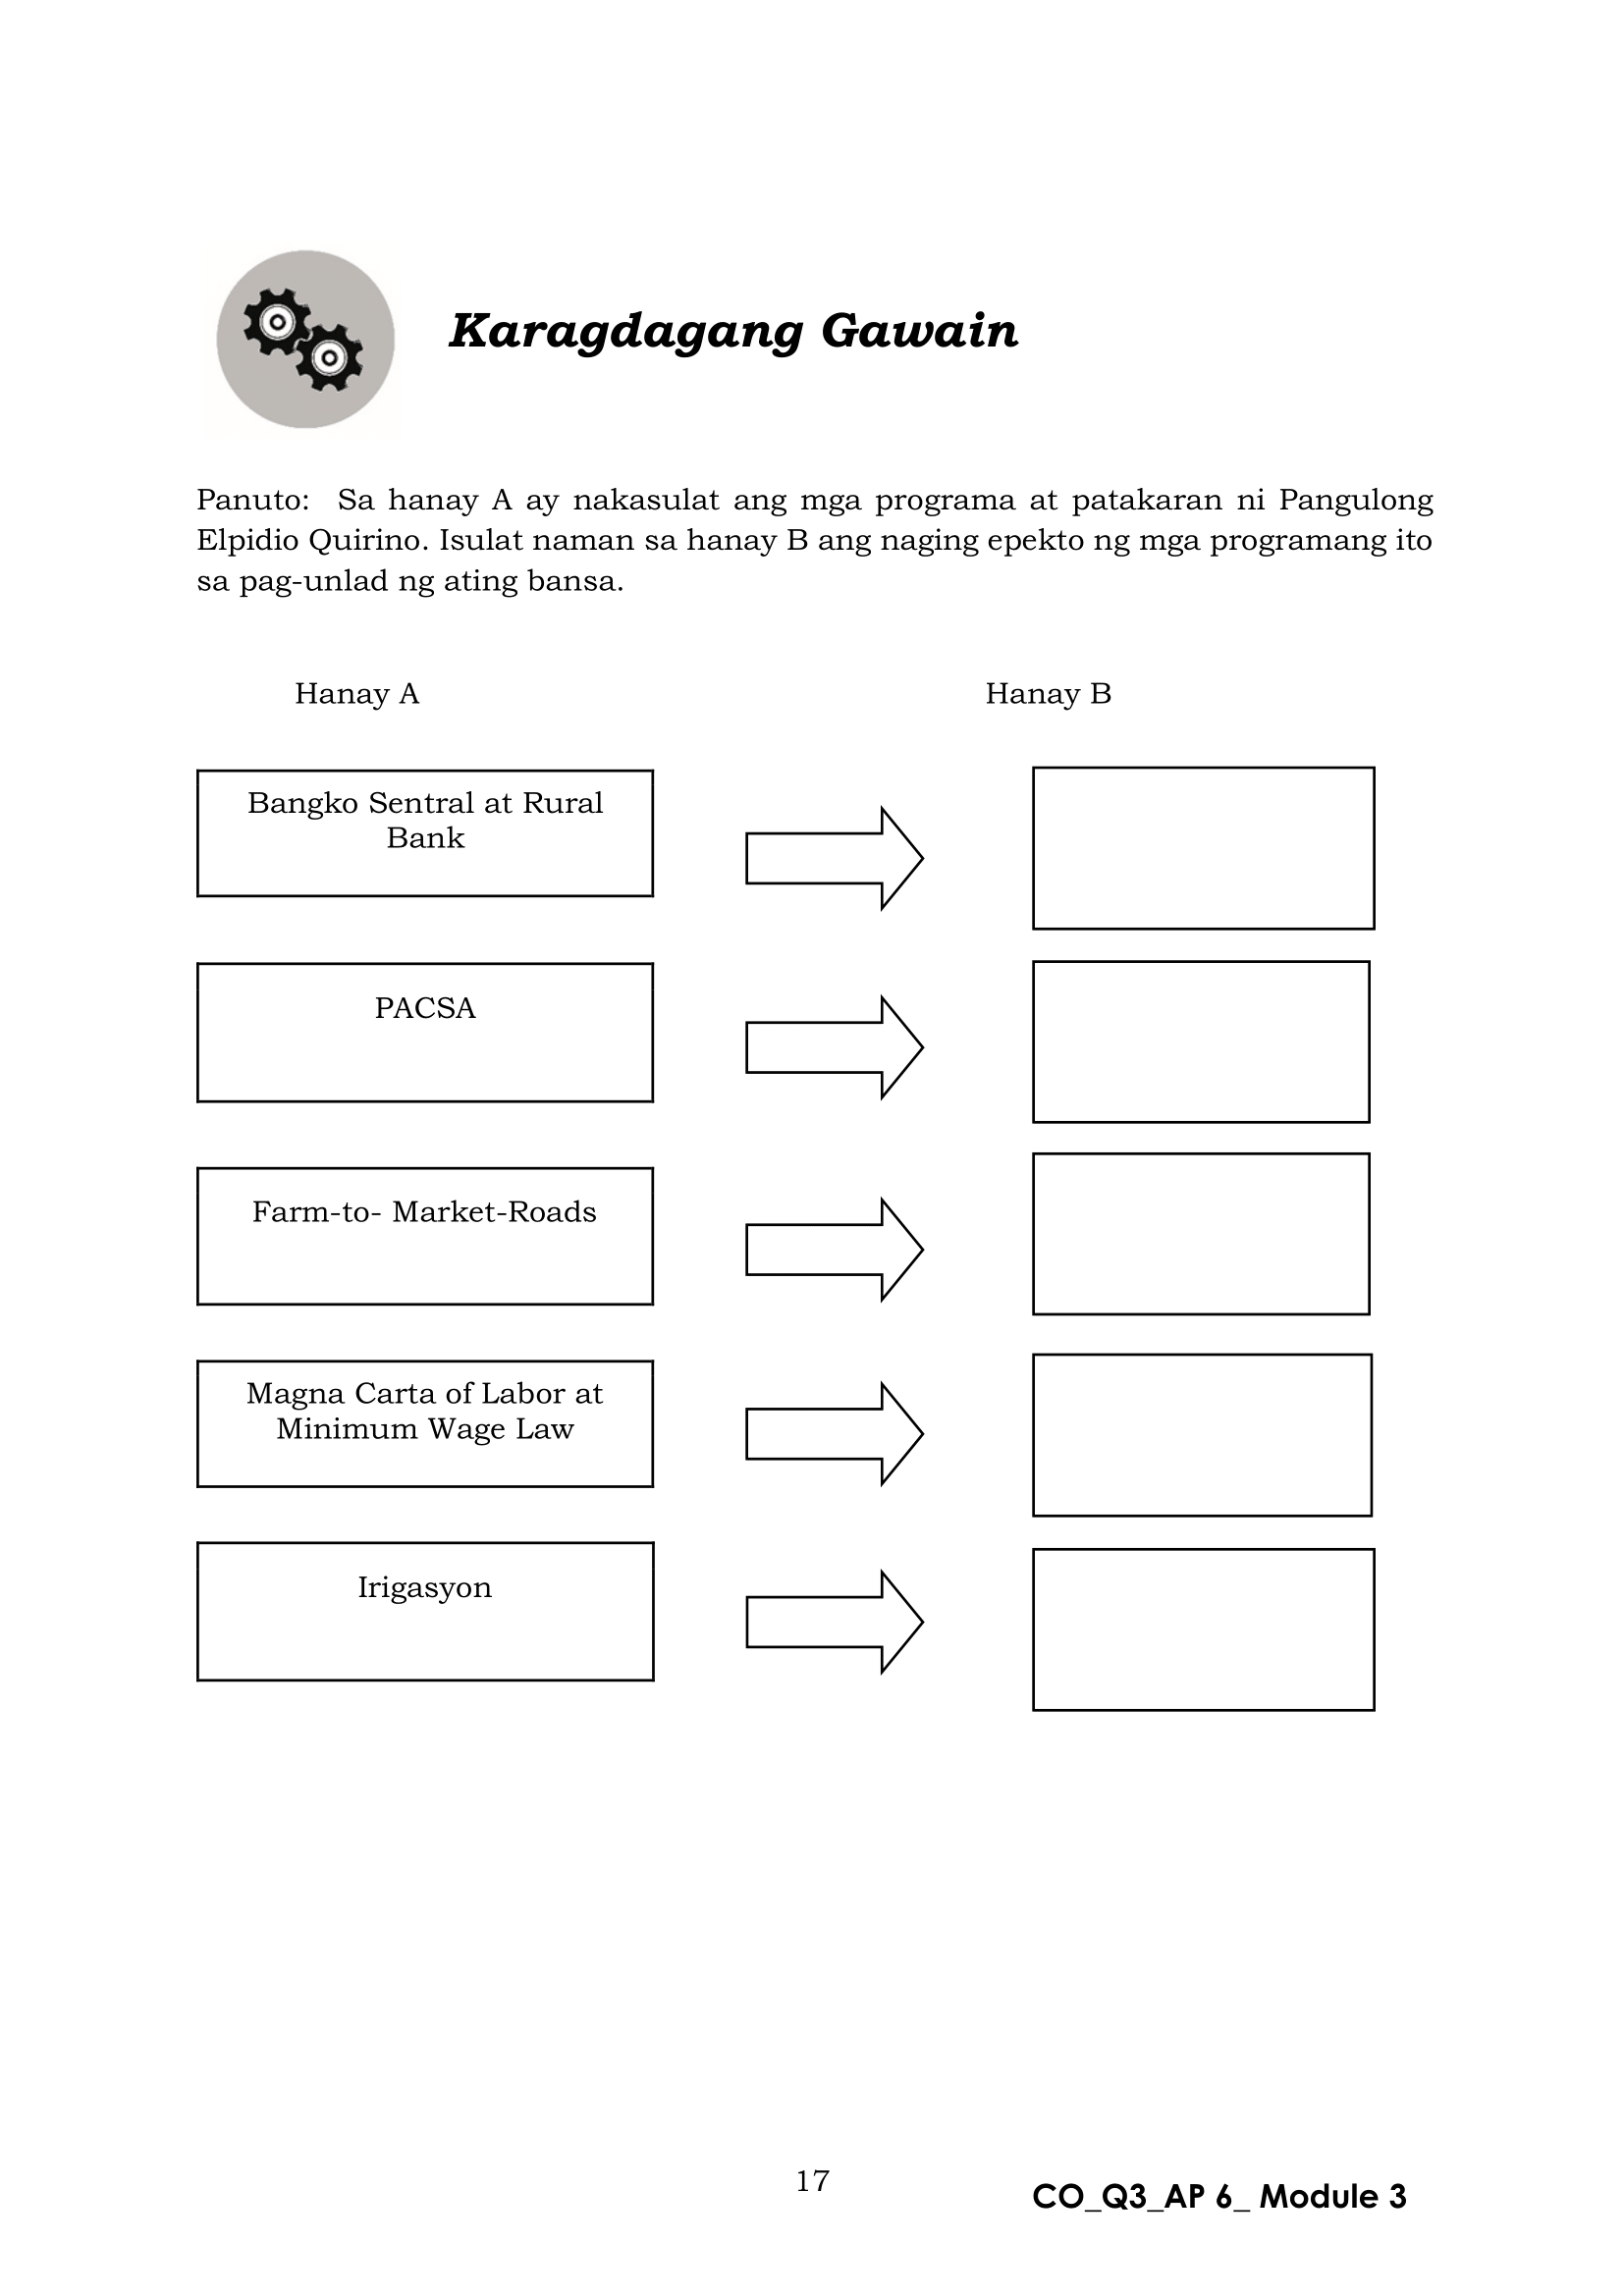 Karagdagang Gawain
Panuto: Sa hanay A ay nakasulat ang mga programa at patakaran ni Pangulong
Elpidio Quirino. Isulat naman sa hanay B ang naging epekto ng mga programang ito
sa pag-unlad ng ating bansa.
Hanay A
Hanay B
Bangko Sentral at Rural
Bank
PACSA
Farm-to- Market-Roads
Magna Carta of Labor at
Minimum Wage Law
Irigasyon
17
CO_Q3_AP 6_ Module 3